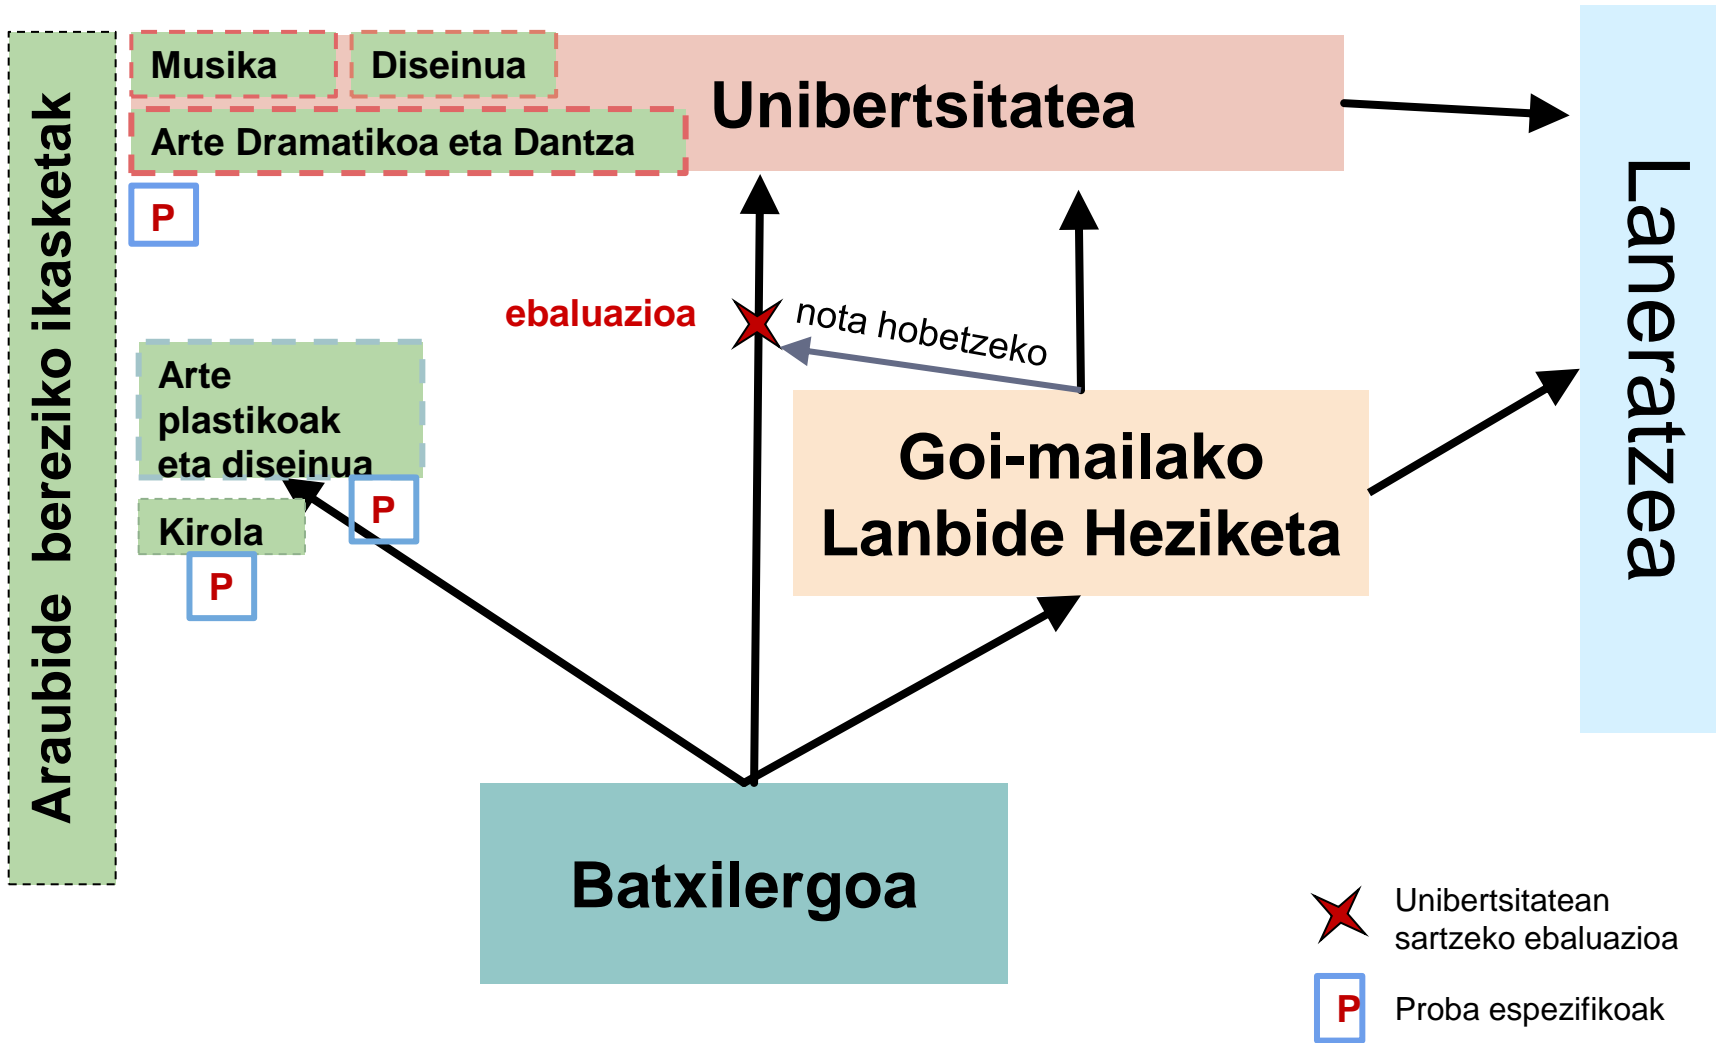 Araubide bereziko ikasketak
Musika
Diseinua
Arte Dramatikoa eta Dantza
Unibertsitatea
P
Laneratzea
ebaluazioa
nota hobetzeko
Arte
plastikoak
eta diseinua
P
Kirola
P
Goi-mailako
Lanbide Heziketa
Batxilergoa
Unibertsitatean
sartzeko ebaluazioa
P
Proba espezifikoak